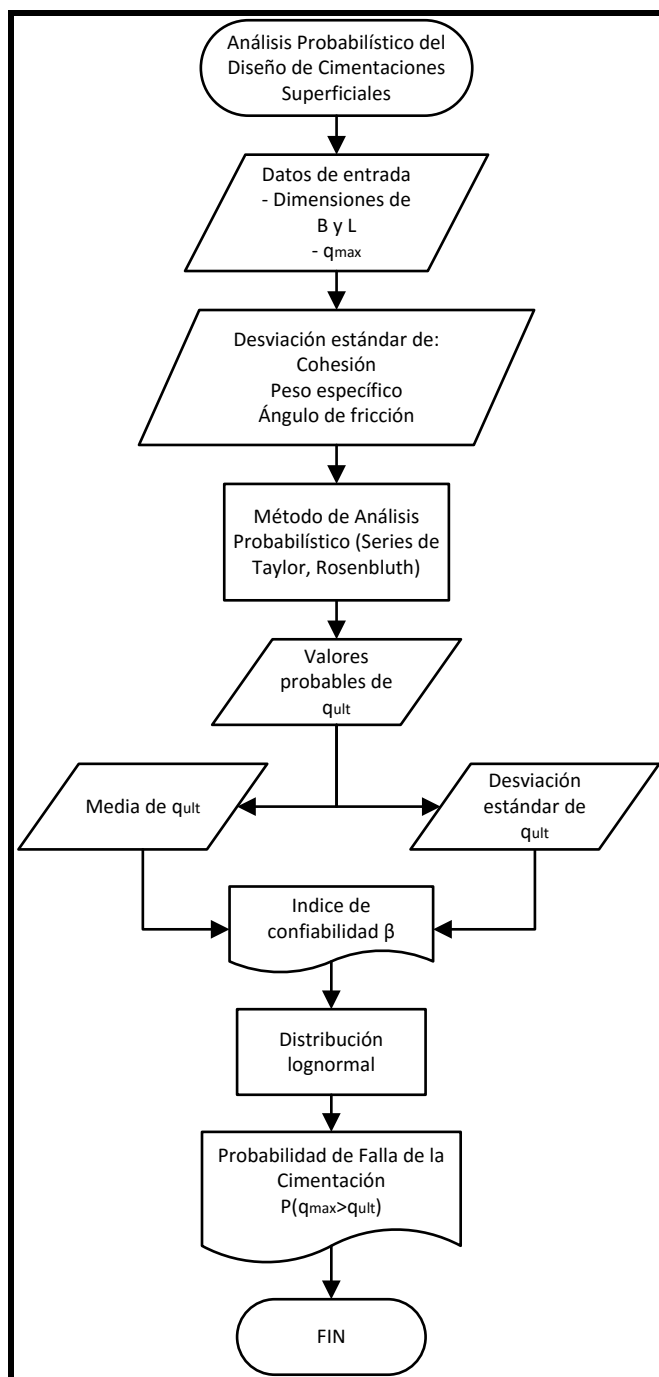 Análisis Probabilístico del
Diseño de Cimentaciones
Superficiales
Datos de entrada
- Dimensiones de
B y L
- qmax
Desviación estándar de:
Cohesión
Peso específico
Ángulo de fricción
Método de Análisis
Probabilístico (Series de
Taylor, Rosenbluth)
Valores
probables de
qult
Media de qult
Desviación
estándar de
qult
Indice de
confiabilidad β
Distribución
lognormal
Probabilidad de Falla de la
Cimentación
P(qmax>qult)
FIN